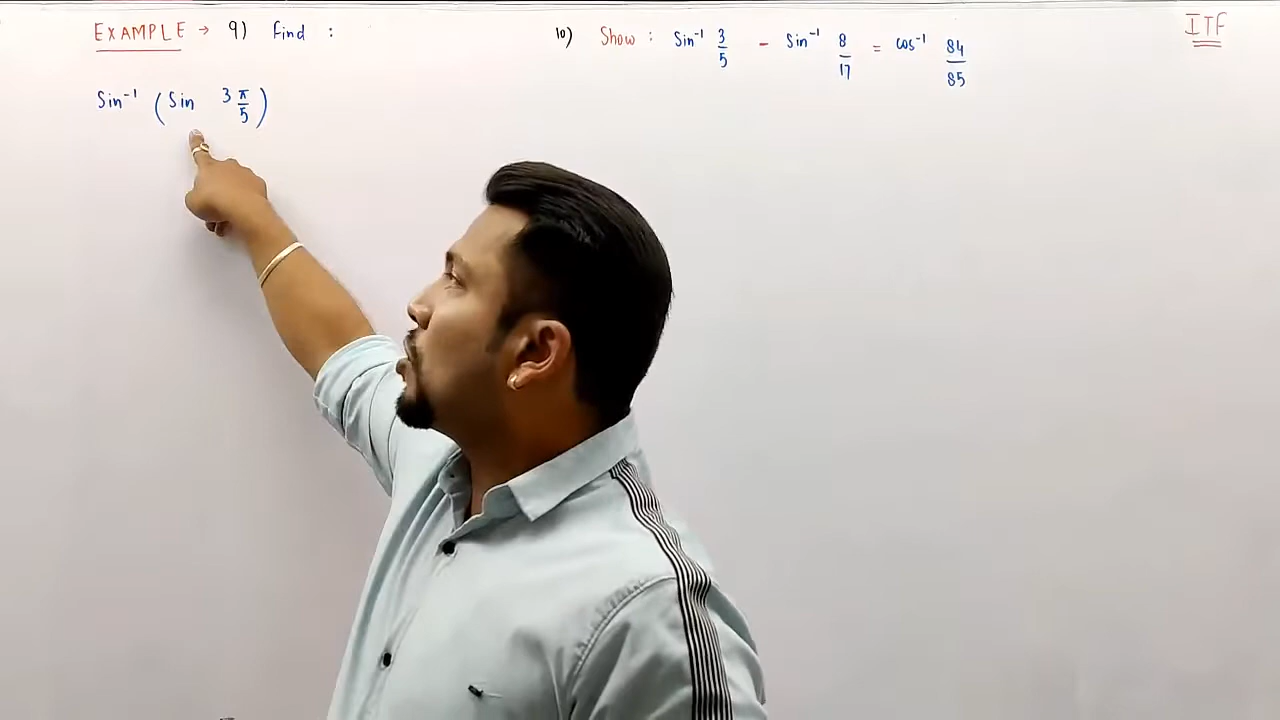 EXAMPLE → 9) Find :
Sin⁻¹ (Sin 3 π/5)
10) Show : Sin⁻¹ 3/5 - Sin⁻¹ 8/17 = cos⁻¹ 84/85
ITF